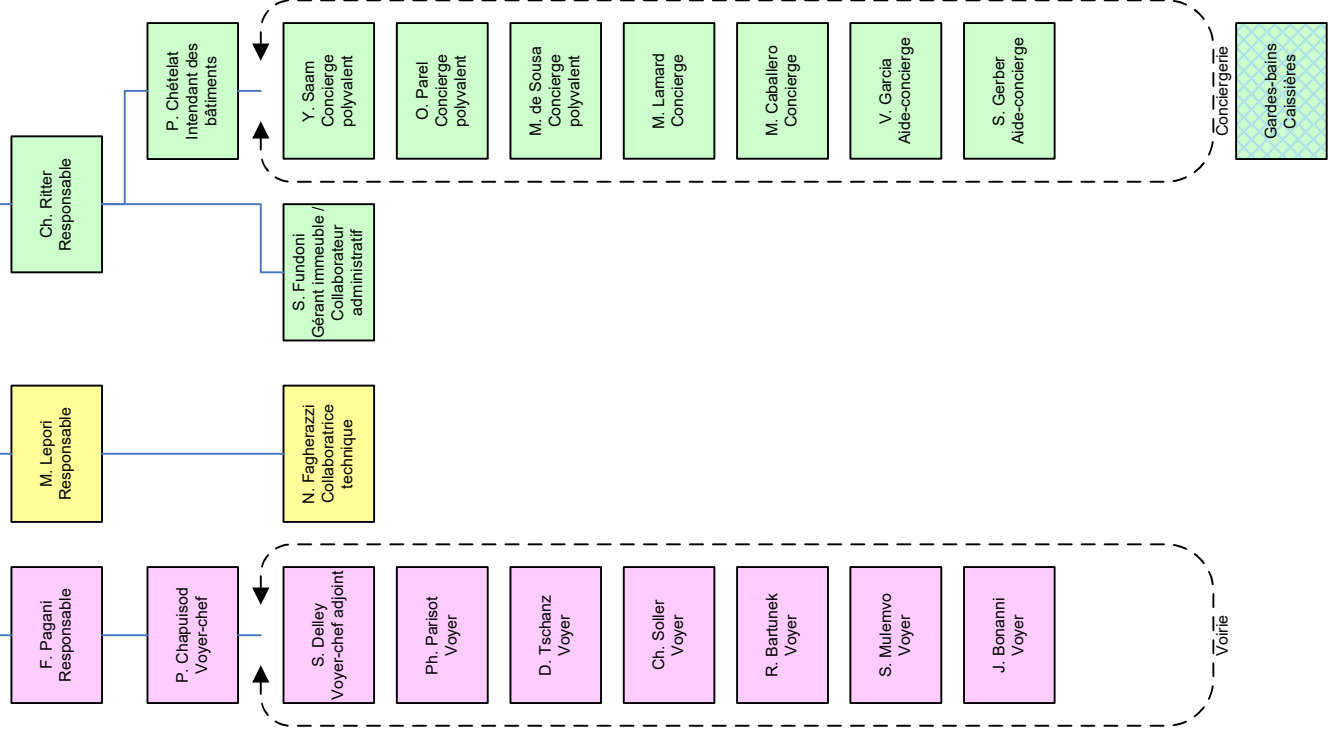 F. Pagani
Responsable
P. Chapuisod
Voyer-chef
S. Delley
Voyer-chef adjoint
Ph. Parisot
Voyer
D. Tschanz
Voyer
Ch. Soller
Voyer
R. Bartunek
Voyer
S. Mulemvo
Voyer
J. Bonanni
Voyer
Voirie
M. Lepori
Responsable
N. Fagherazzi
Collaboratrice
technique
Ch. Ritter
Responsable
S. Fundoni
Gérant immeuble /
Collaborateur
administratif
P. Chételat
Intendant des
bâtiments
Y. Saam
Concierge
polyvalent
O. Parel
Concierge
polyvalent
M. de Sousa
Concierge
polyvalent
M. Lamard
Concierge
M. Caballero
Concierge
V. Garcia
Aide-concierge
S. Gerber
Aide-concierge
Conciergerie
Gardes-bains
Caissières